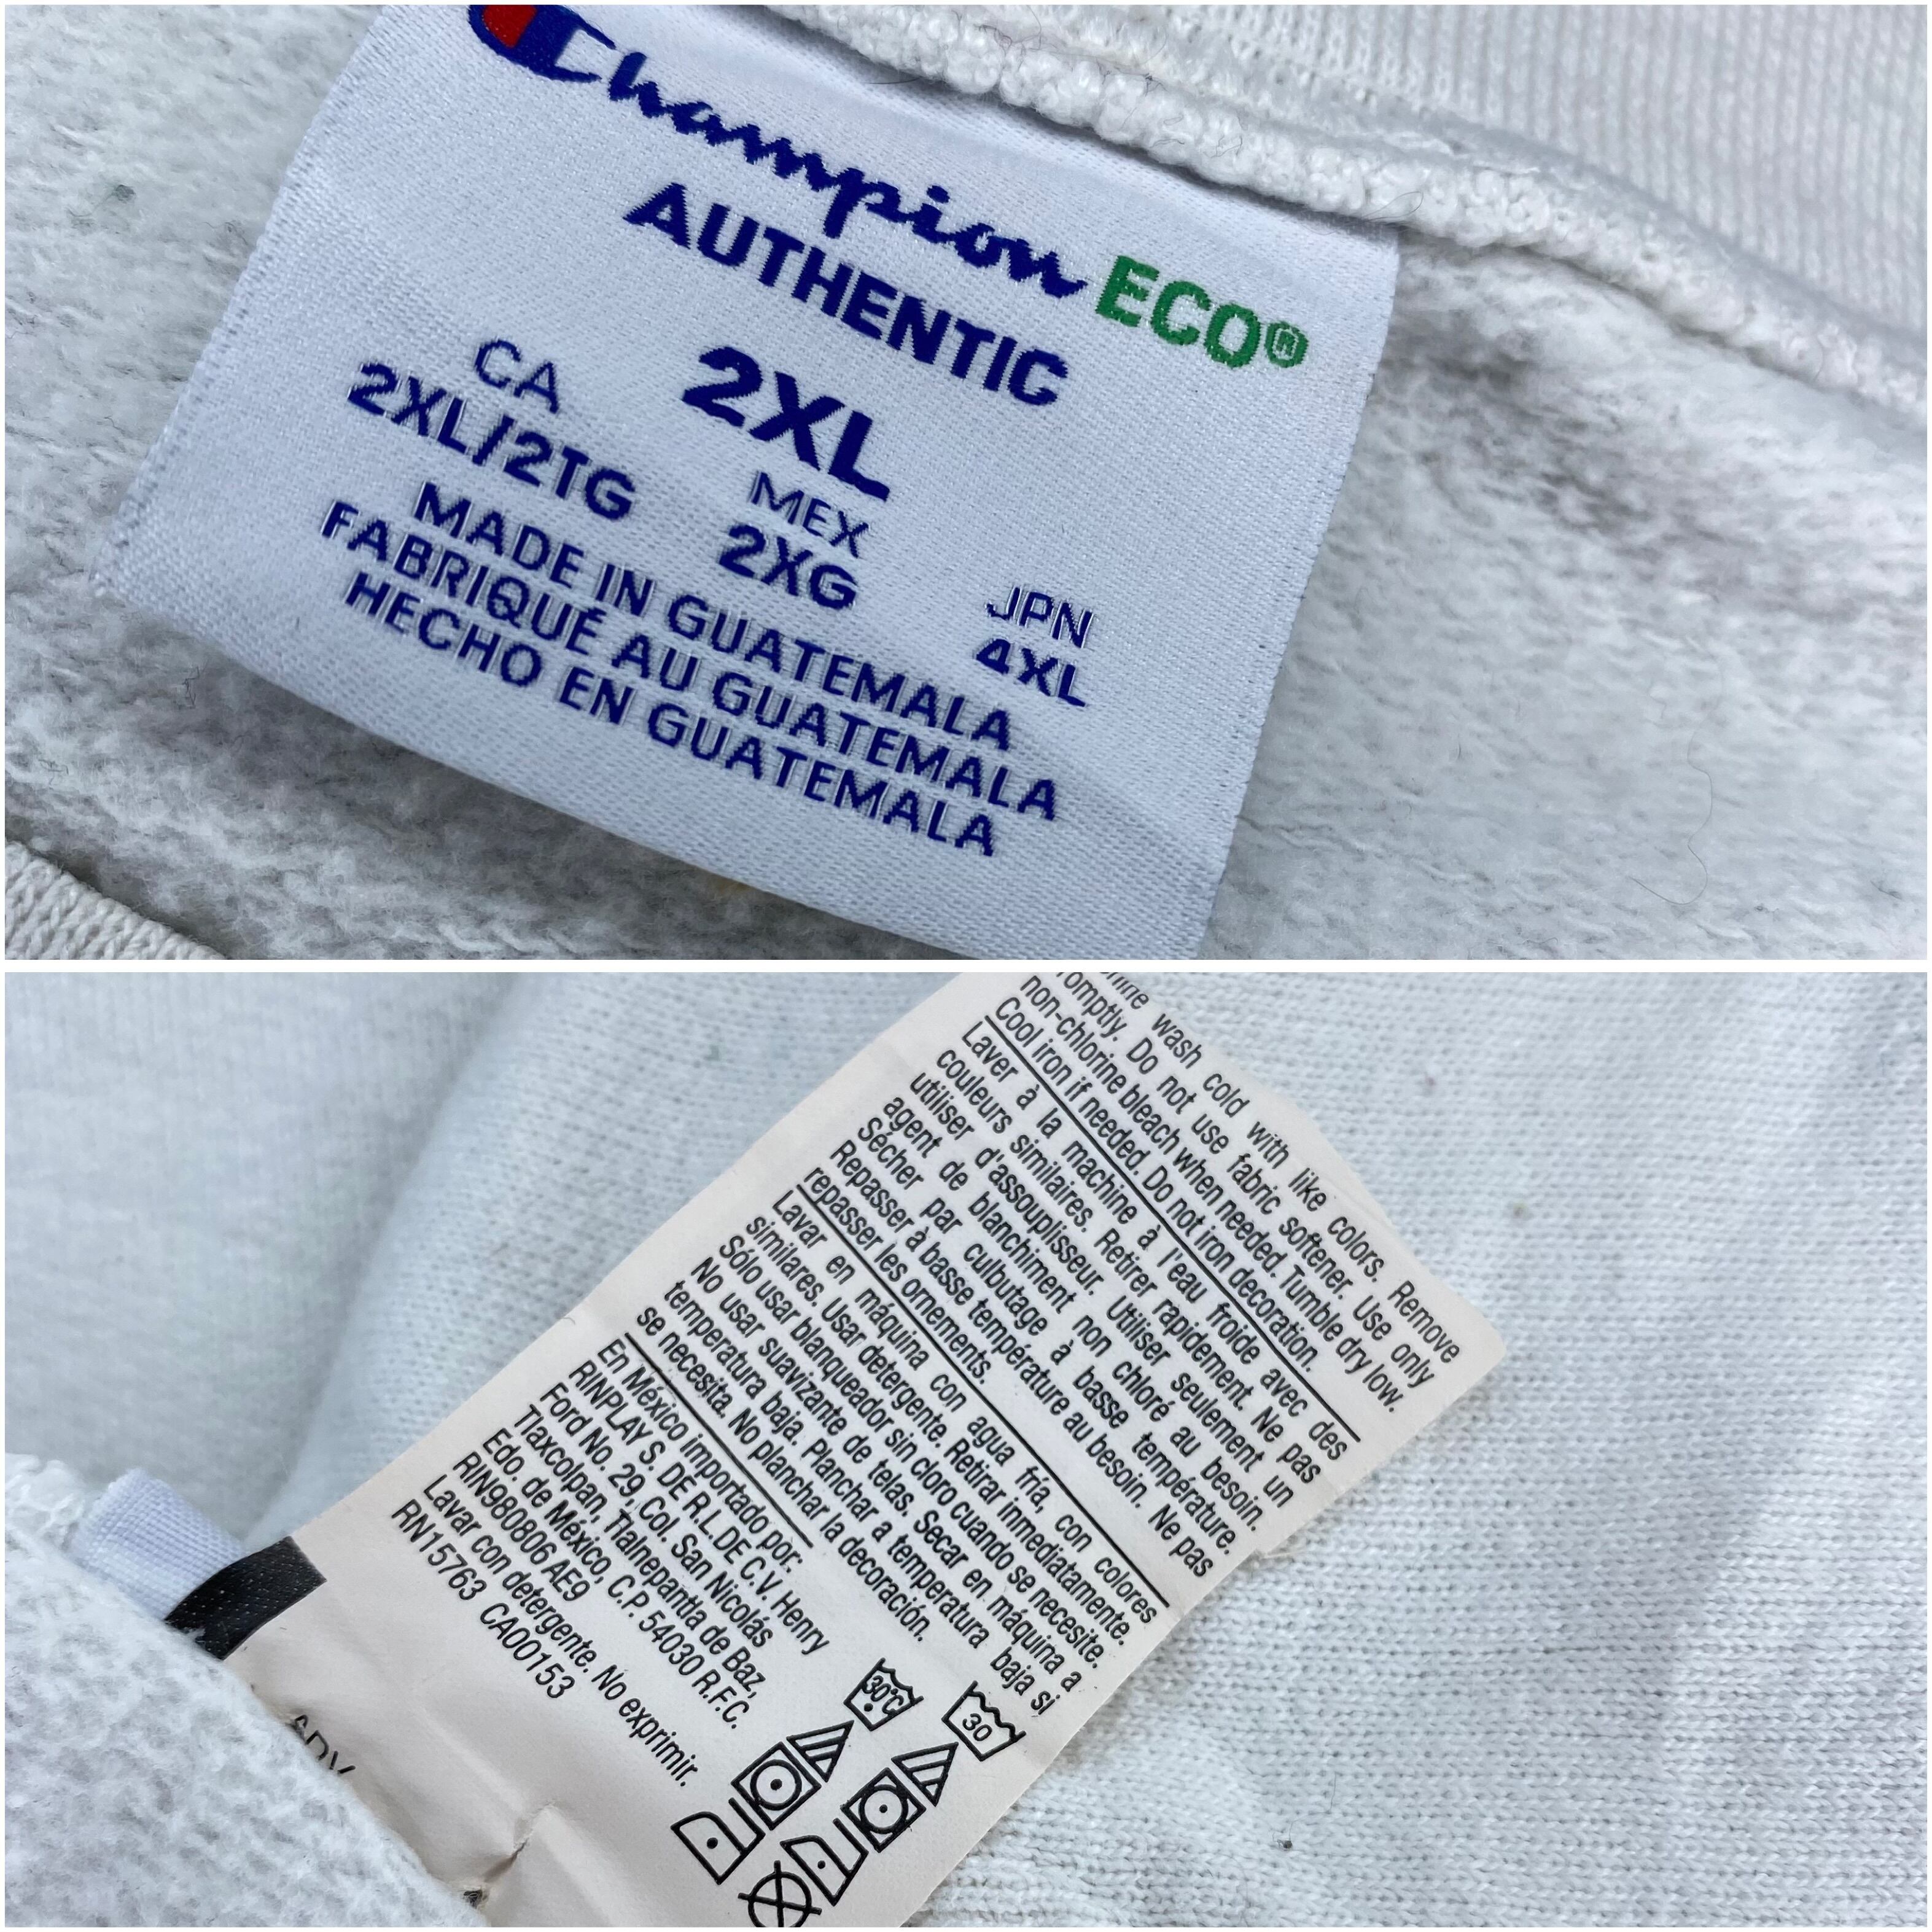 Champion ECO®
AUTHENTIC
2XL
CA
2XL/2TG
MEX
2XG
JPN
4XL
MADE IN GUATEMALA
FABRIQUÉ AU GUATEMALA
HECHO EN GUATEMALA
wash cold with like colors. Remove
Do not use fabric softener. Use only
non-chlorine bleach when needed. Tumble dry low.
Cool iron if needed. Do not iron decoration.
Laver à la machine à l'eau froide avec des
couleurs similaires. Retirer rapidement. Ne pas
utiliser d'assouplisseur. Utiliser seulement un
agent de blanchiment non chloré au besoin.
Sécher par culbutage à basse température.
Repasser à basse température au besoin. Ne pas
repasser les ornements.
Lavar en máquina con agua fría, con colores
similares. Usar detergente. Retirar inmediatamente.
Sólo usar blanqueador sin cloro cuando se necesite.
No usar suavizante de telas. Secar en máquina a
temperatura baja. Planchar a temperatura baja si
se necesita. No planchar la decoración.
En México importado por:
RINPLAY S. DE R.L. DE C.V. Henry
Ford No. 29, Col. San Nicolás
Tlaxcolpan, Tlalnepantla de Baz,
Edo. de México, C.P. 54030 R.F.C.
RIN980806 AE9
Lavar con detergente. No exprimir.
RN15763 CA00153
30°C
30